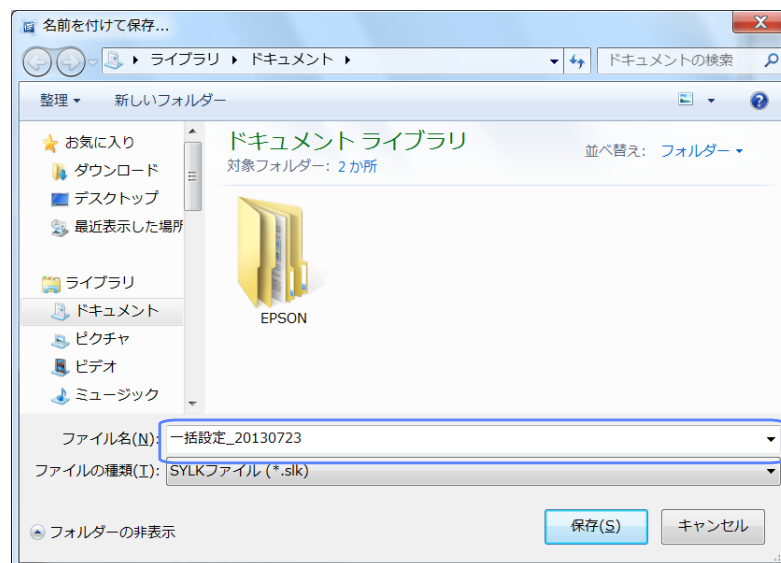 名前を付けて保存...
ライブラリ ドキュメント ドキュメントの検索
整理 新しいフォルダー
お気に入り
ダウンロード
デスクトップ
最近表示した場所
ライブラリ
ドキュメント
ピクチャ
ビデオ
ミュージック
ドキュメント ライブラリ
対象フォルダー: 2 か所
並べ替え: フォルダー
EPSON
ファイル名(N): 一括設定_20130723
ファイルの種類(T): SYLKファイル (*.slk)
フォルダーの非表示 保存(S) キャンセル